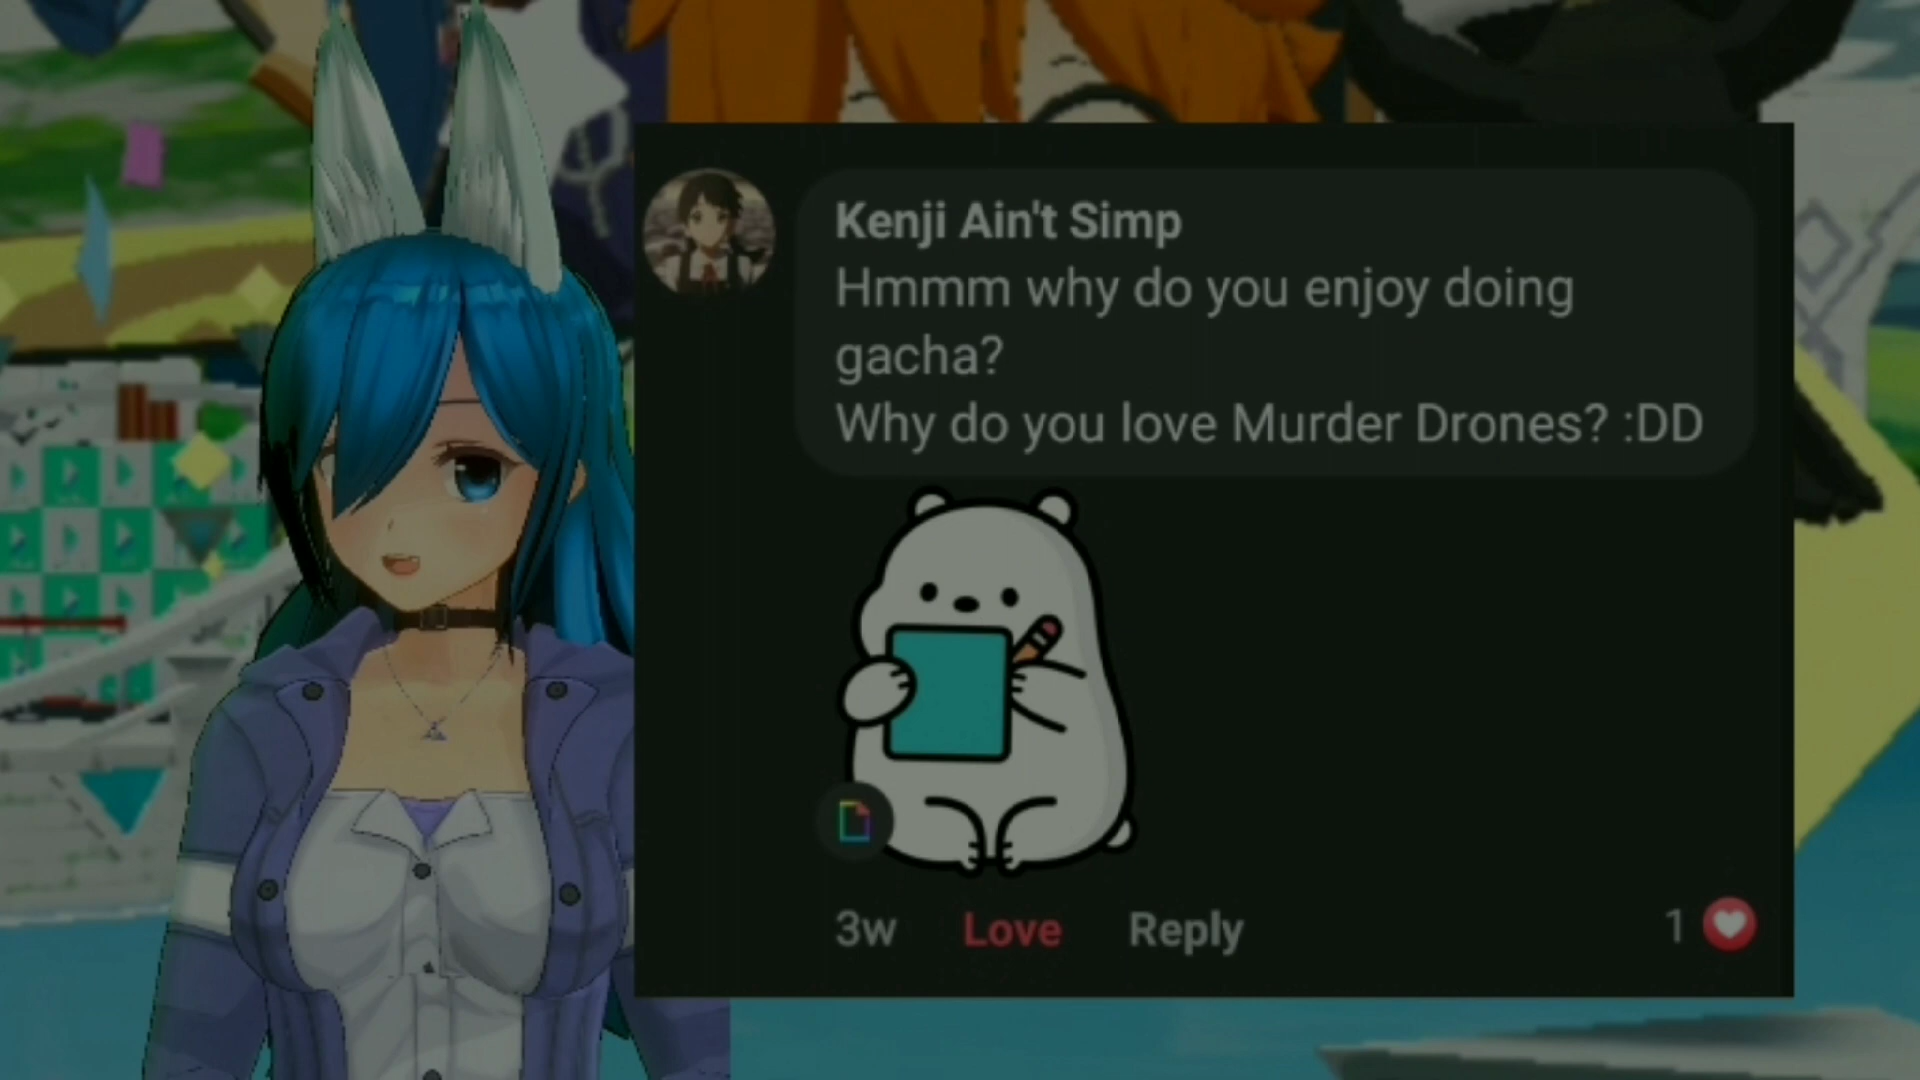 Kenji Ain't Simp
Hmmm why do you enjoy doing
gacha?
Why do you love Murder Drones? :DD
3w Love Reply 1